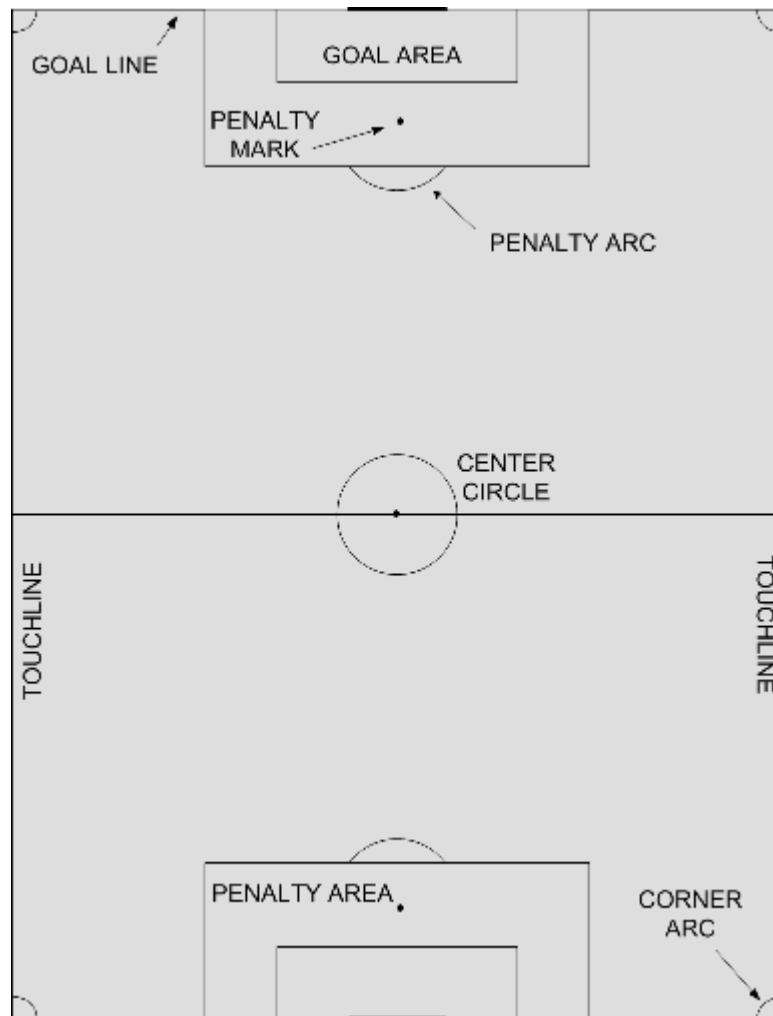 GOAL LINE
GOAL AREA
PENALTY
MARK
PENALTY ARC
CENTER
CIRCLE
TOUCHLINE
TOUCHLINE
PENALTY AREA
CORNER
ARC